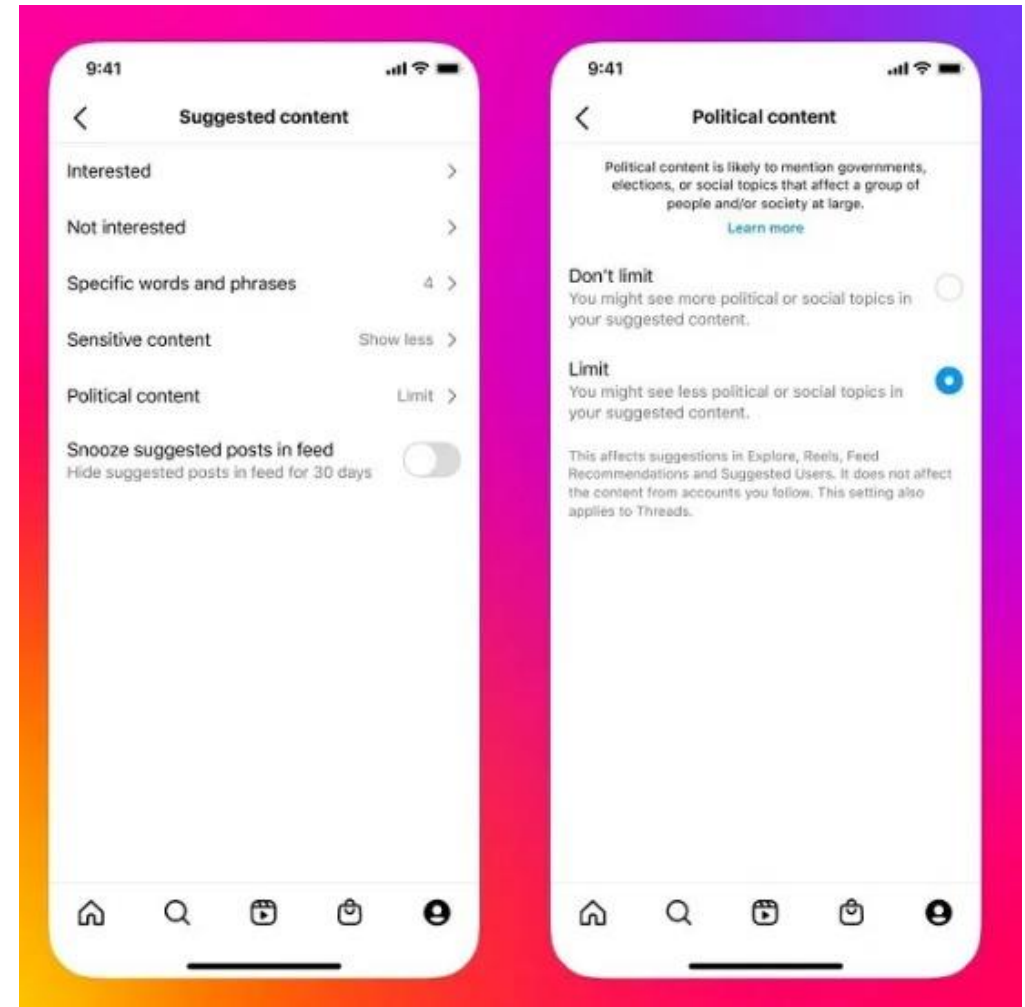 9:41
Suggested content
Interested
Not interested
Specific words and phrases 4
Sensitive content Show less
Political content Limit
Snooze suggested posts in feed
Hide suggested posts in feed for 30 days
9:41
Political content
Political content is likely to mention governments,
elections, or social topics that affect a group of
people and/or society at large.
Learn more
Don't limit
You might see more political or social topics in
your suggested content.
Limit
You might see less political or social topics in
your suggested content.
This affects suggestions in Explore, Reels, Feed
Recommendations and Suggested Users. It does not affect
the content from accounts you follow. This setting also
applies to Threads.